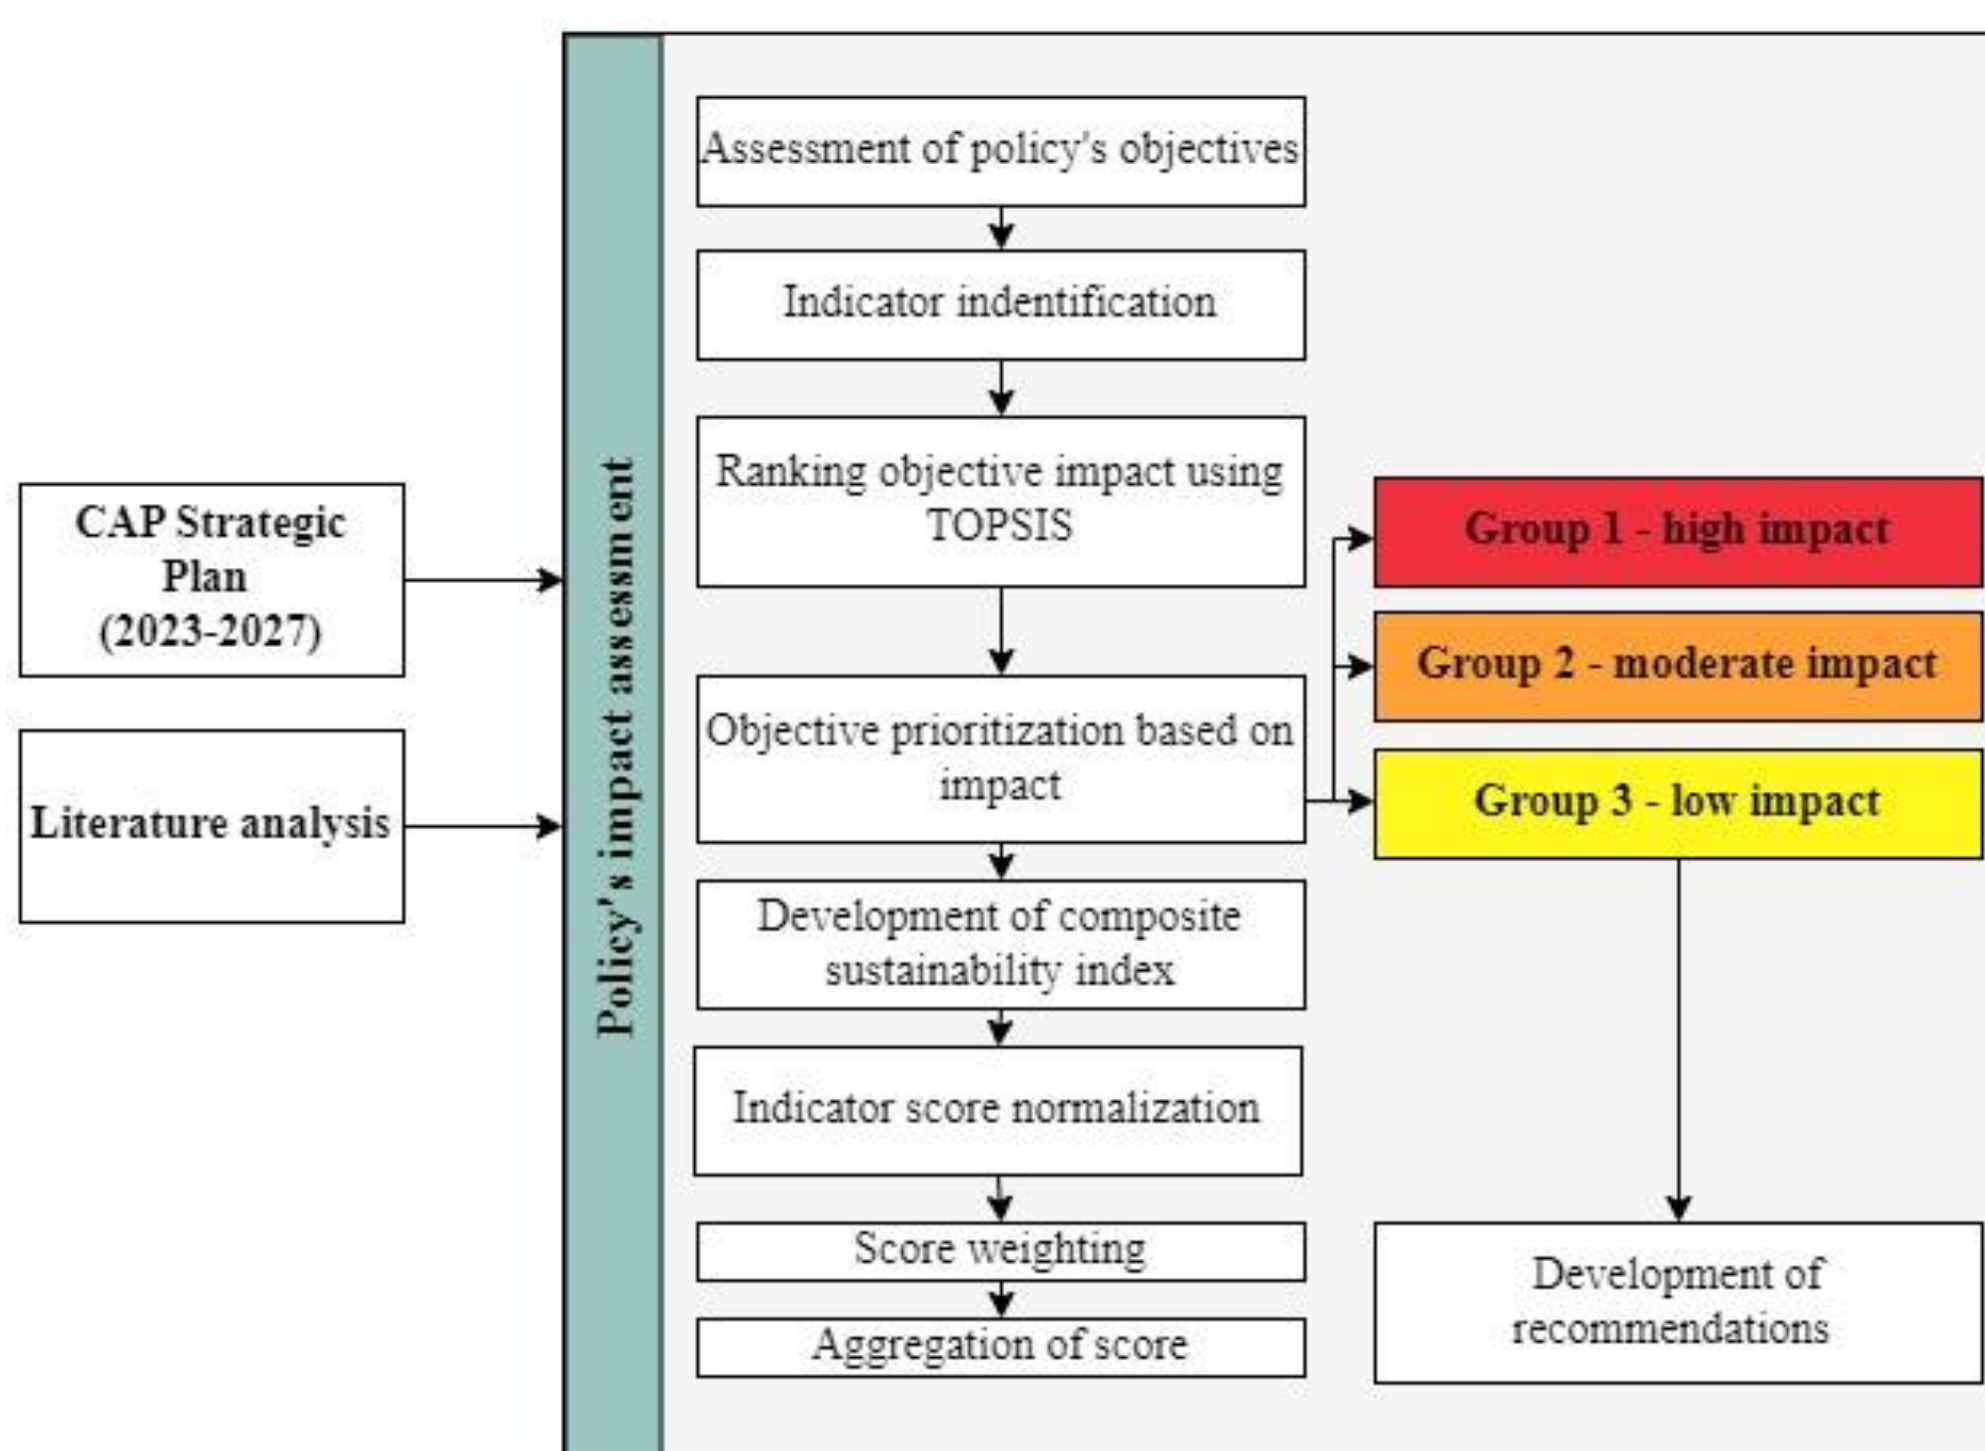 CAP Strategic
Plan
(2023-2027)
Literature analysis
Policy's impact assessment
Assessment of policy's objectives
Indicator indentification
Ranking objective impact using
TOPSIS
Objective prioritization based on
impact
Development of composite
sustainability index
Indicator score normalization
Score weighting
Aggregation of score
Group 1 - high impact
Group 2 - moderate impact
Group 3 - low impact
Development of
recommendations